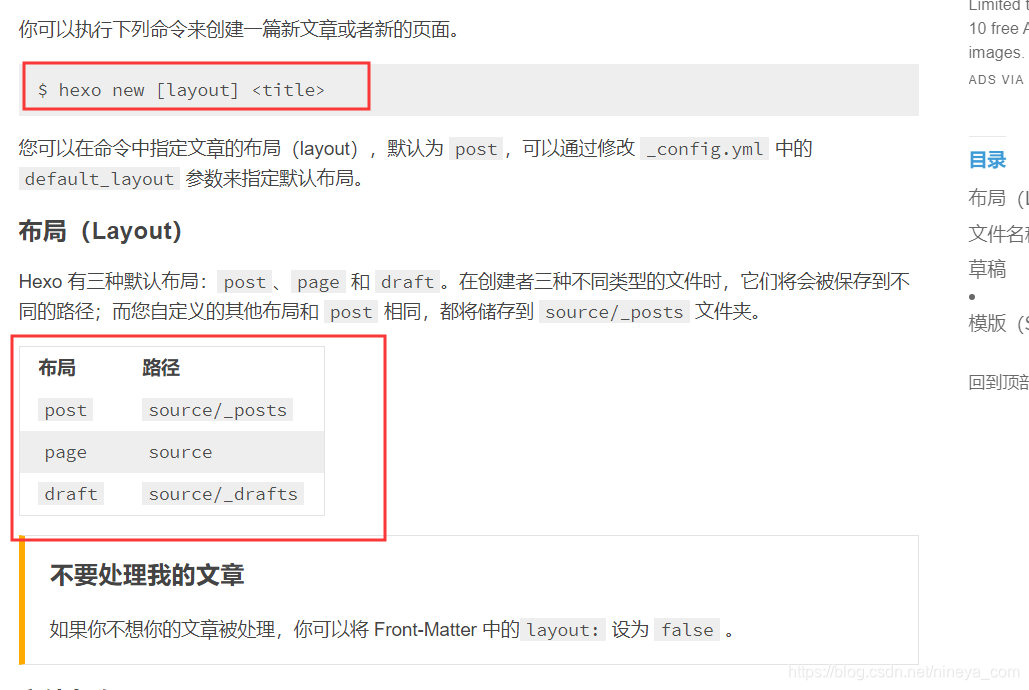 你可以执行下列命令来创建一篇新文章或者新的页面。
$ hexo new [layout] <title>
您可以在命令中指定文章的布局（layout），默认为 post，可以通过修改 _config.yml 中的
default_layout 参数来指定默认布局。
布局（Layout）
Hexo 有三种默认布局：post、page 和 draft。在创建者三种不同类型的文件时，它们将会被保存到不
同的路径；而您自定义的其他布局和 post 相同，都将储存到 source/_posts 文件夹。
布局 路径
post source/_posts
page source
draft source/_drafts
不要处理我的文章
如果你不想你的文章被处理，你可以将 Front-Matter 中的 layout: 设为 false 。
Limited
10 free
images.
ADS VIA
目录
布局
文件名
草稿
•
模版
回到顶部
https://blog.csdn.net/nineya_com